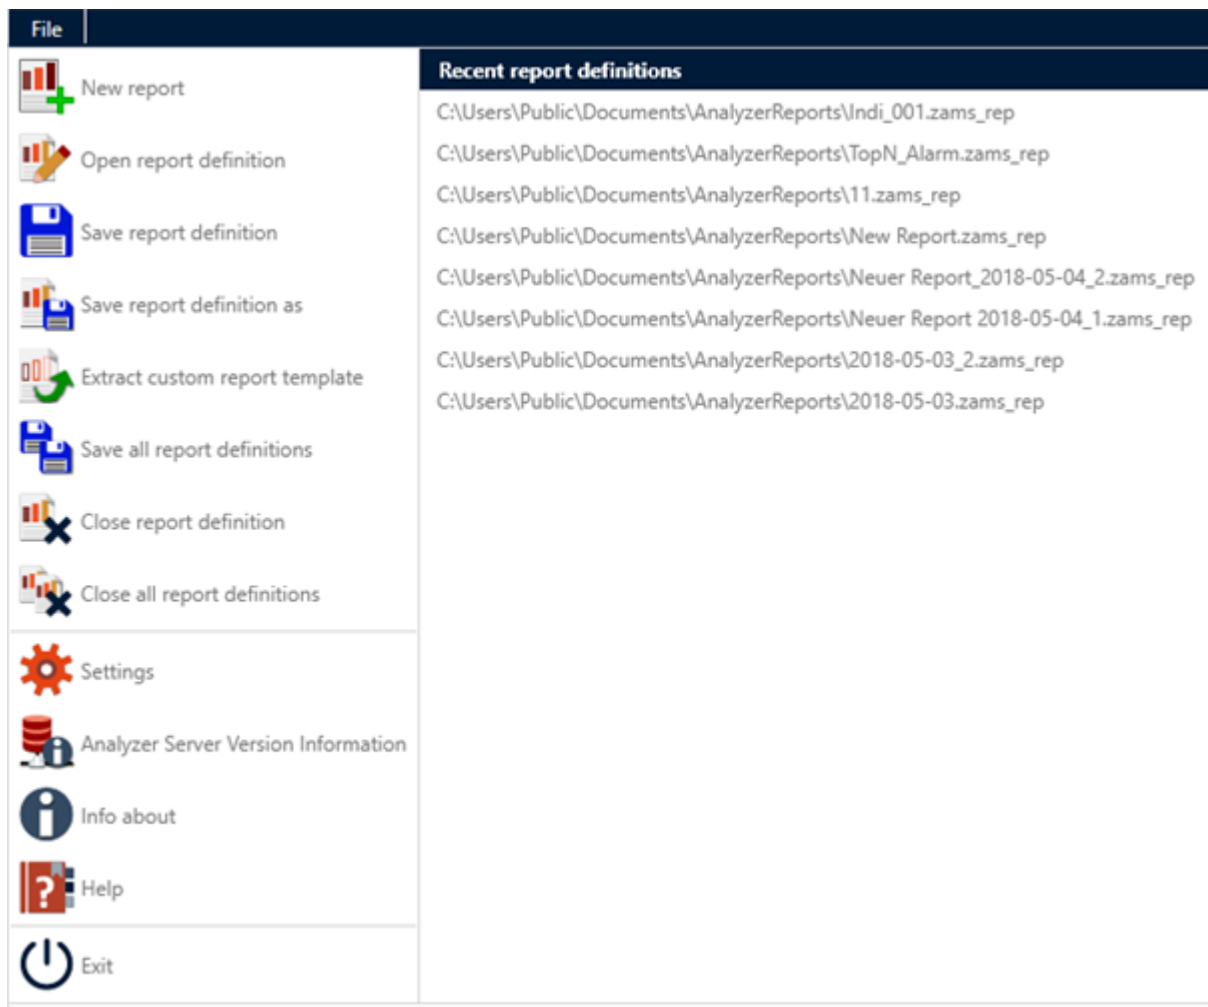 File
New report
Open report definition
Save report definition
Save report definition as
Extract custom report template
Save all report definitions
Close report definition
Close all report definitions
Settings
Analyzer Server Version Information
Info about
Help
Exit
Recent report definitions
C:\Users\Public\Documents\AnalyzerReports\Indi_001.zams_rep
C:\Users\Public\Documents\AnalyzerReports\TopN_Alarm.zams_rep
C:\Users\Public\Documents\AnalyzerReports\11.zams_rep
C:\Users\Public\Documents\AnalyzerReports\New Report.zams_rep
C:\Users\Public\Documents\AnalyzerReports\Neuer Report_2018-05-04_2.zams_rep
C:\Users\Public\Documents\AnalyzerReports\Neuer Report 2018-05-04_1.zams_rep
C:\Users\Public\Documents\AnalyzerReports\2018-05-03_2.zams_rep
C:\Users\Public\Documents\AnalyzerReports\2018-05-03.zams_rep